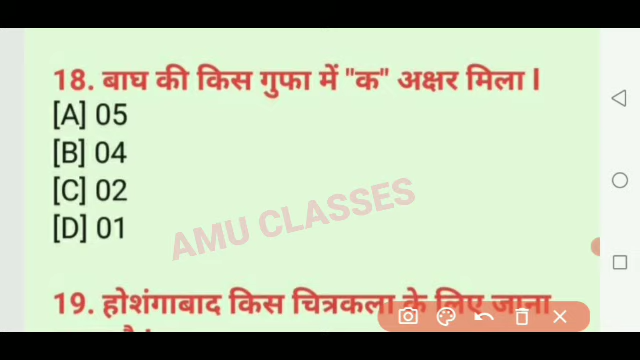 18. बाघ की किस गुफा में "क" अक्षर मिला l
[A] 05
[B] 04
[C] 02
[D] 01
AMU CLASSES
19. होशंगाबाद किस चित्रकला के लिए जाना